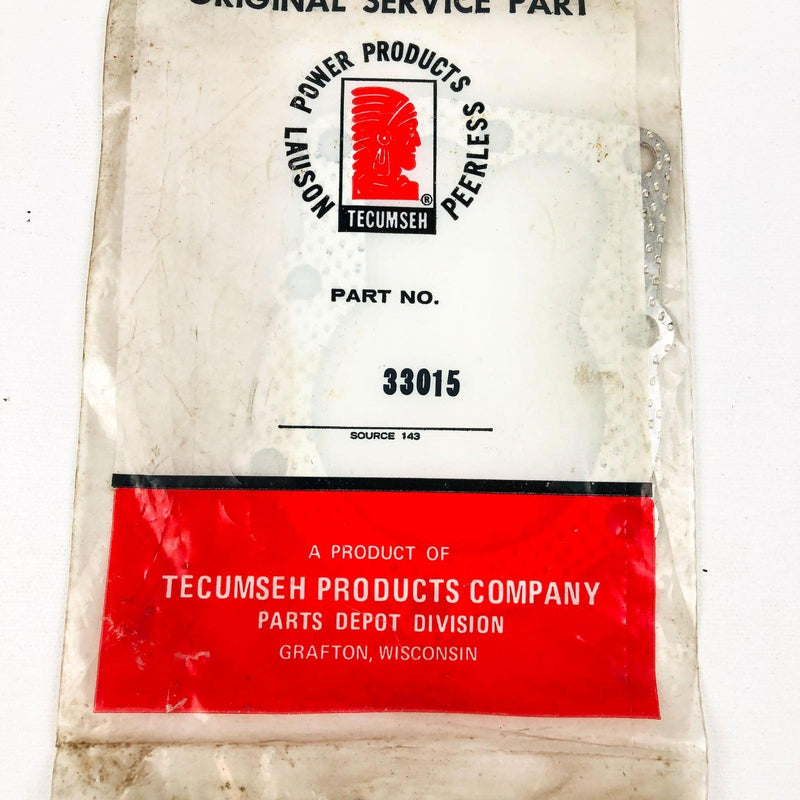 ORIGINAL SERVICE PART
LAUSON POWER PRODUCTS PEERLESS
®
TECUMSEH
PART NO.
33015
SOURCE 143
A PRODUCT OF
TECUMSEH PRODUCTS COMPANY
PARTS DEPOT DIVISION
GRAFTON, WISCONSIN